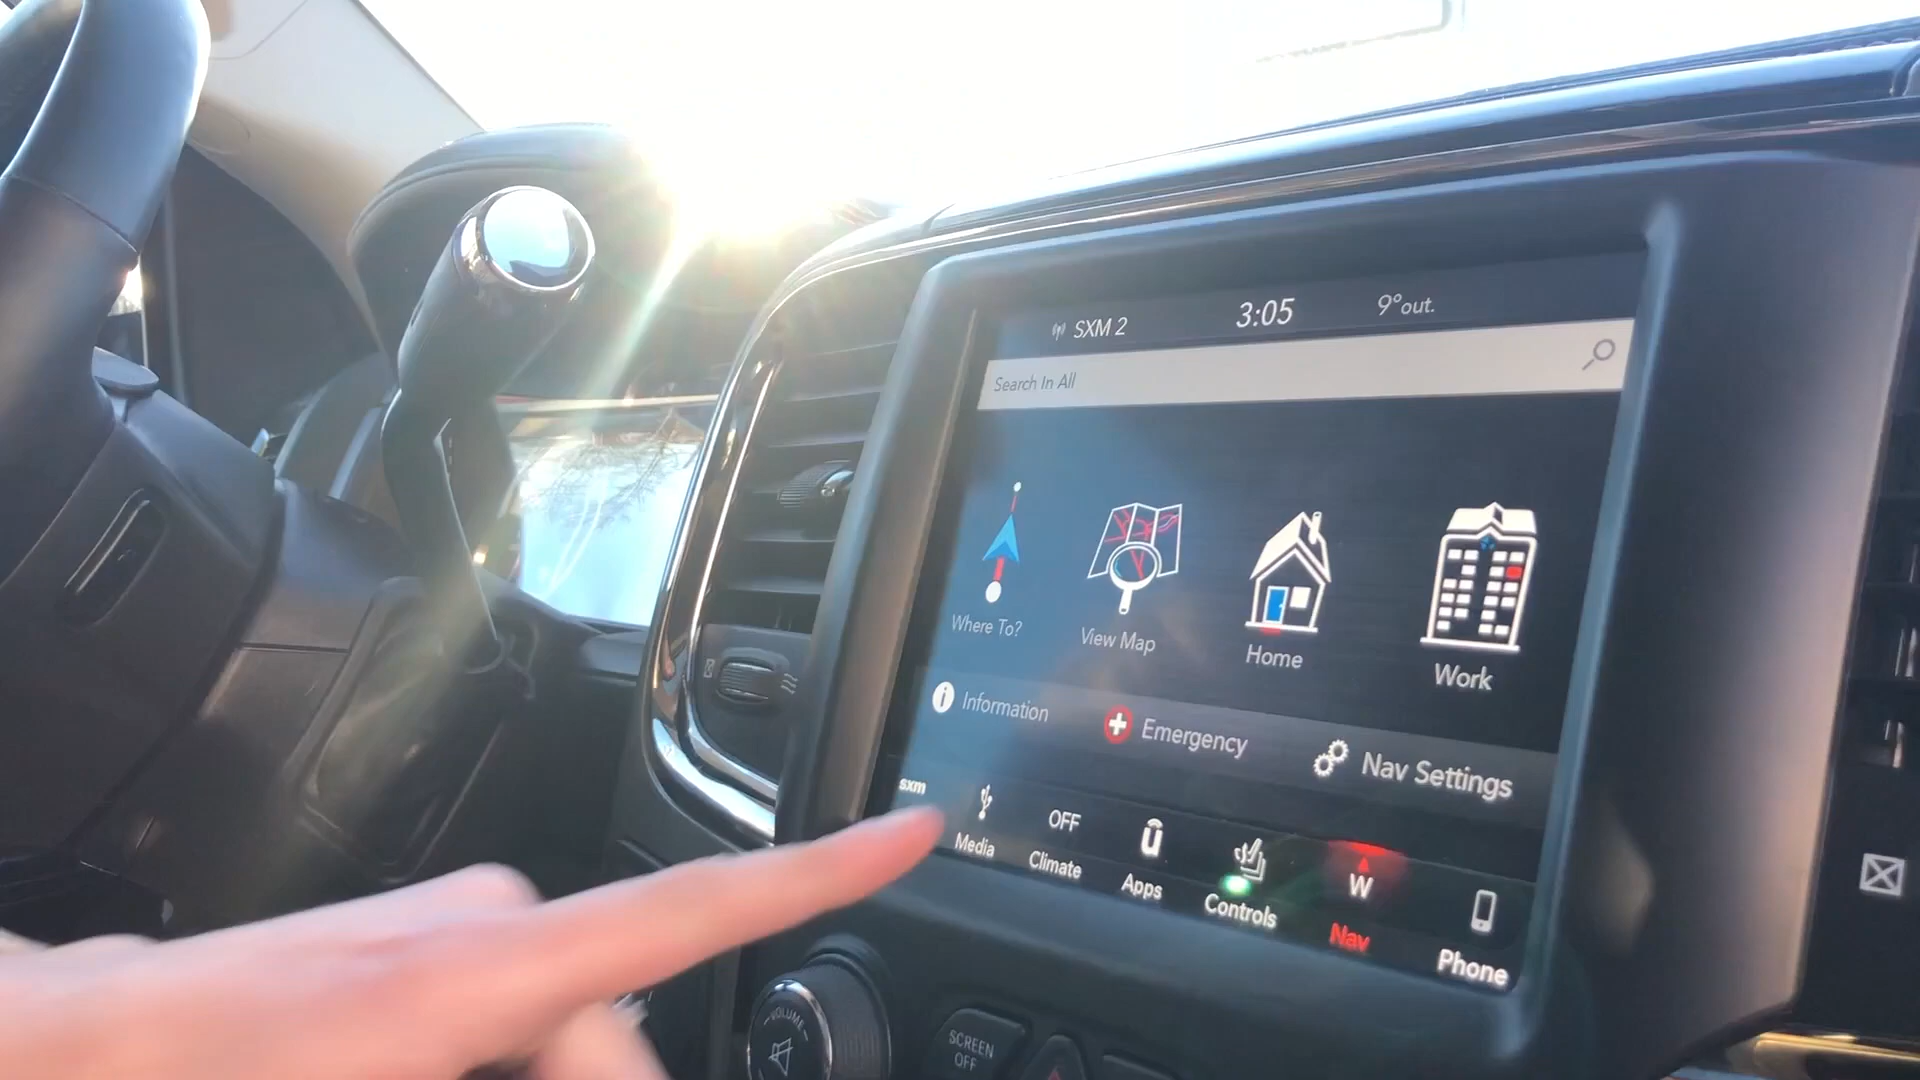 SXM 2
3:05
9° out.
Search In All
Where To?
View Map
Home
Work
Information
Emergency
Nav Settings
sxm
Media
OFF
Climate
Apps
Controls
W
Nav
Phone
VOLUME
SCREEN
OFF